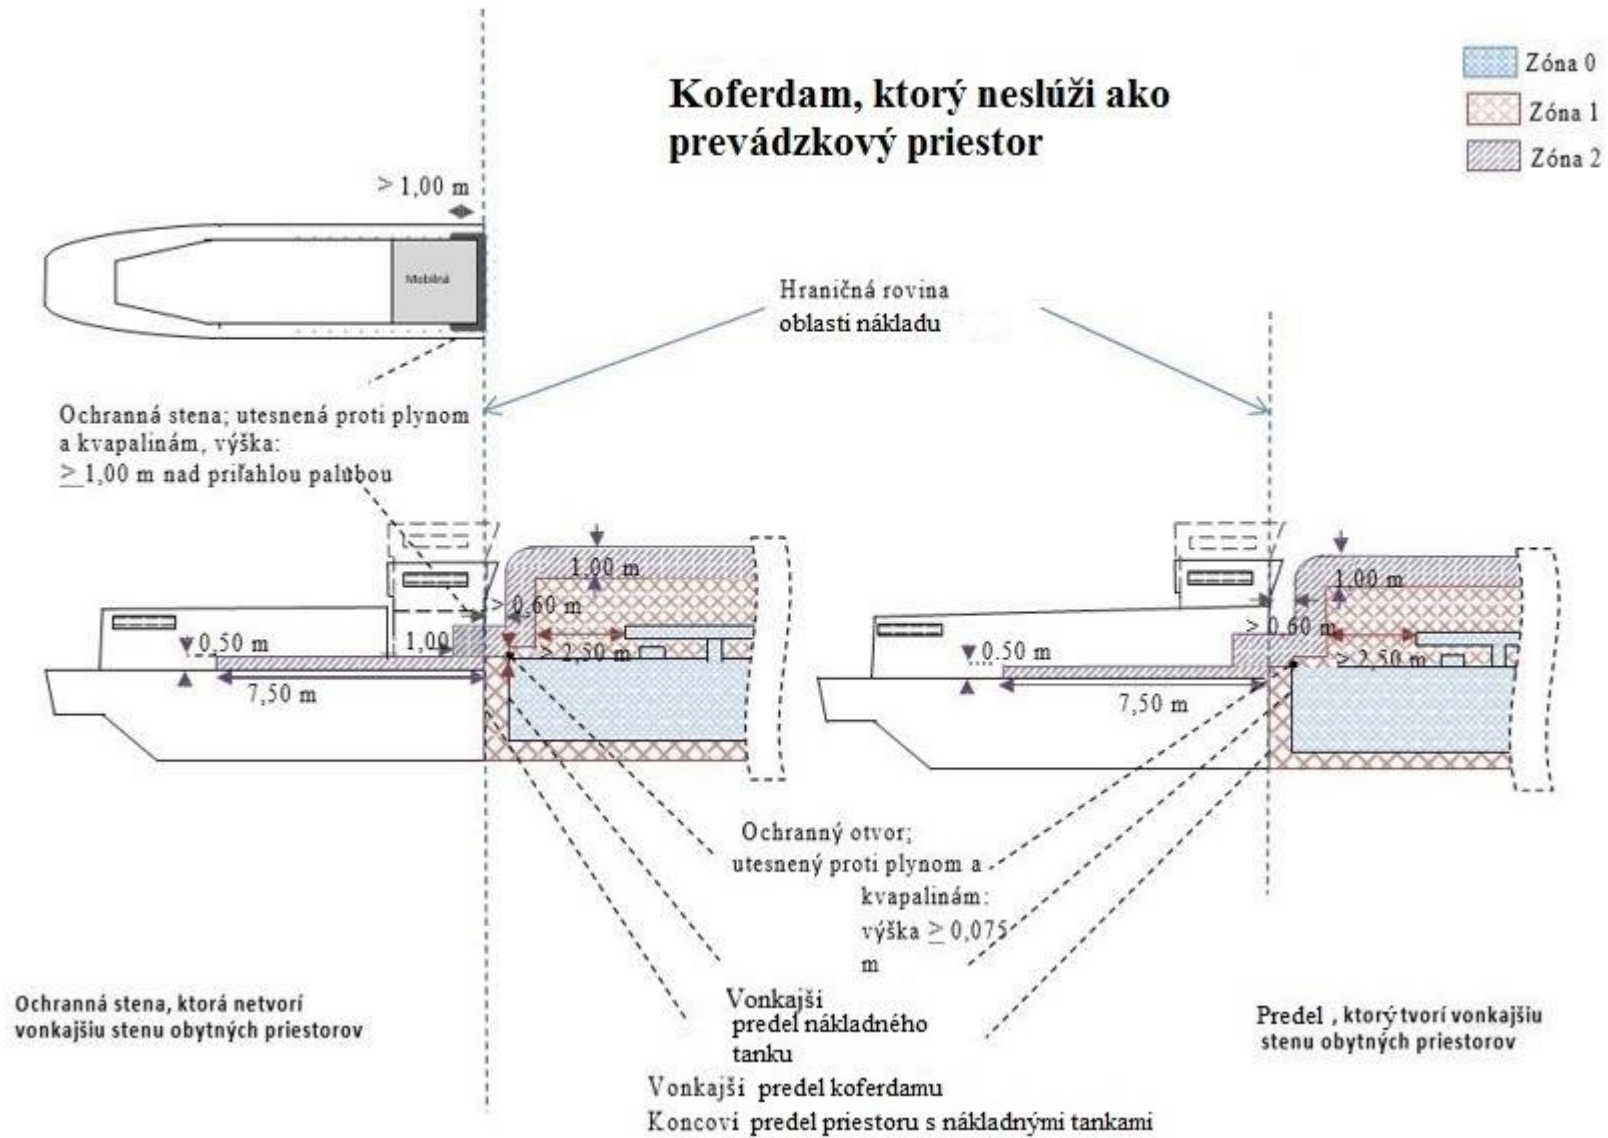 Koferdam, ktorý neslúži ako
prevádzkový priestor
Zóna 0
Zóna 1
Zóna 2
> 1,00 m
Mobilná
Hraničná rovina
oblasti nákladu
Ochranná stena; utesnená proti plynom
a kvapalinám, výška:
≥ 1,00 m nad priľahlou palubou
1,00 m
> 0,60 m
0,50 m
1,00
> 2,50 m
7,50 m
1,00 m
> 0,60 m
0.50 m
> 2,50 m
7,50 m
Ochranný otvor;
utesnený proti plynom a
kvapalinám:
výška ≥ 0,075
m
Ochranná stena, ktorá netvorí
vonkajšiu stenu obytných priestorov
Vonkajší
predel nákladného
tanku
Vonkajší predel koferdamu
Koncoví predel priestoru s nákladnými tankami
Predel , ktorý tvorí vonkajšiu
stenu obytných priestorov